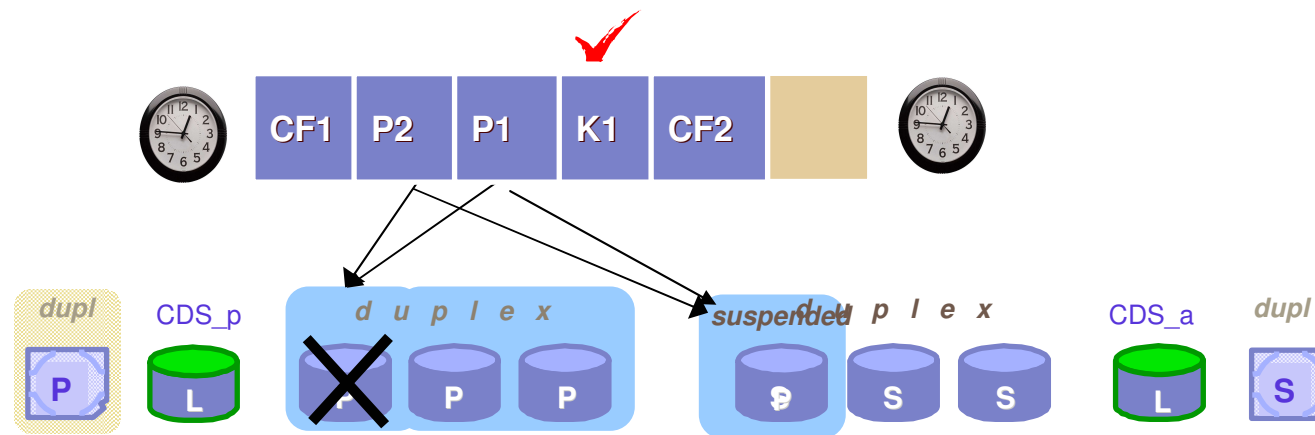 CF1 P2 P1 K1 CF2
dupl CDS_p d u p l e x suspended d u p l e x CDS_a dupl
P L P P P S S L S